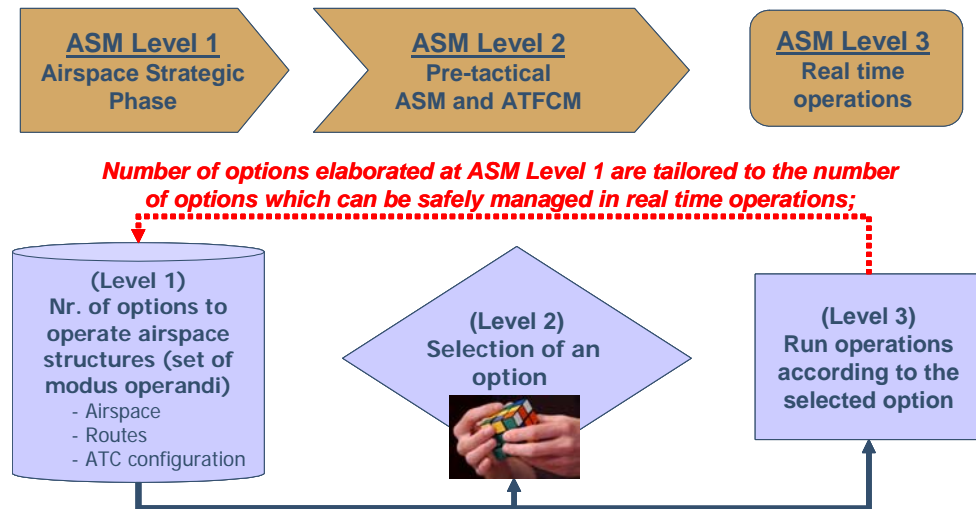 ASM Level 1
Airspace Strategic
Phase
ASM Level 2
Pre-tactical
ASM and ATFCM
ASM Level 3
Real time
operations
Number of options elaborated at ASM Level 1 are tailored to the number
of options which can be safely managed in real time operations;
(Level 1)
Nr. of options to
operate airspace
structures (set of
modus operandi)
- Airspace
- Routes
- ATC configuration
(Level 2)
Selection of an
option
(Level 3)
Run operations
according to the
selected option